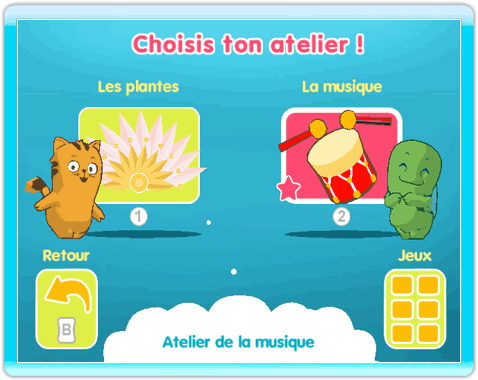 Choisis ton atelier !
Les plantes
La musique
1
2
Retour
Jeux
B
Atelier de la musique